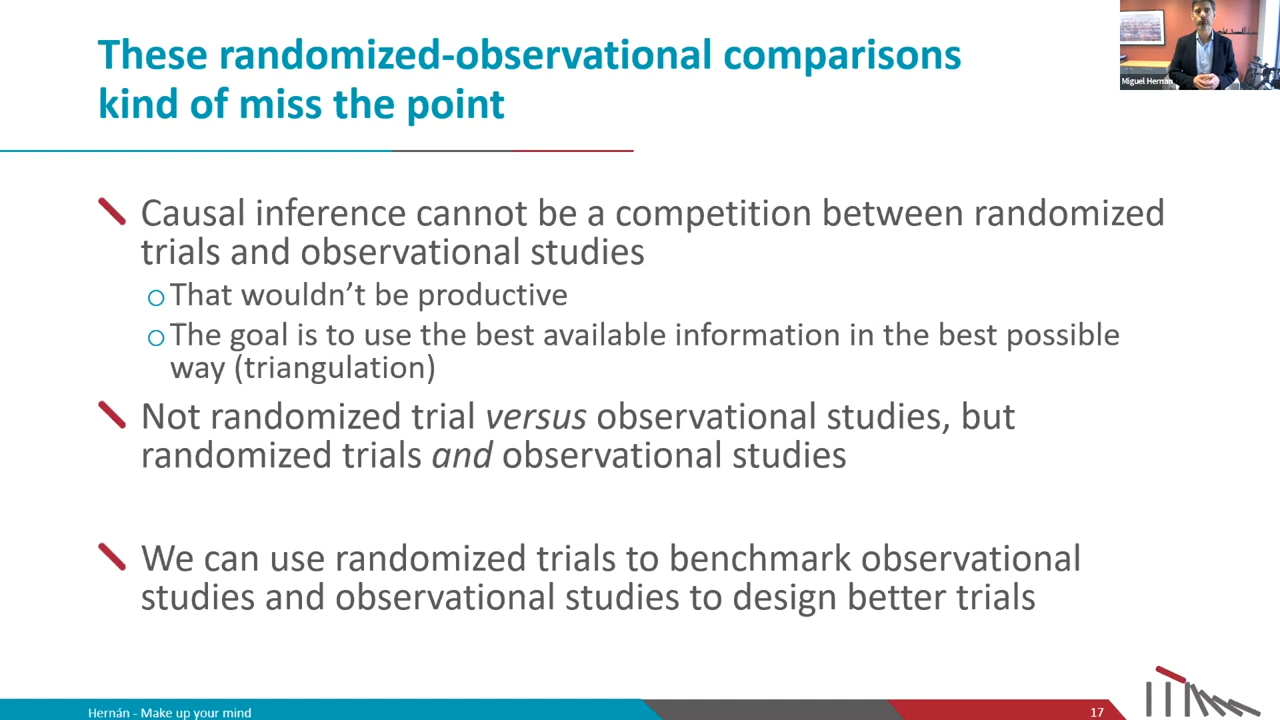 These randomized-observational comparisons
kind of miss the point
Miguel Hernan
Causal inference cannot be a competition between randomized
trials and observational studies
That wouldn't be productive
The goal is to use the best available information in the best possible
way (triangulation)
Not randomized trial versus observational studies, but
randomized trials and observational studies
We can use randomized trials to benchmark observational
studies and observational studies to design better trials
Hernán - Make up your mind
17